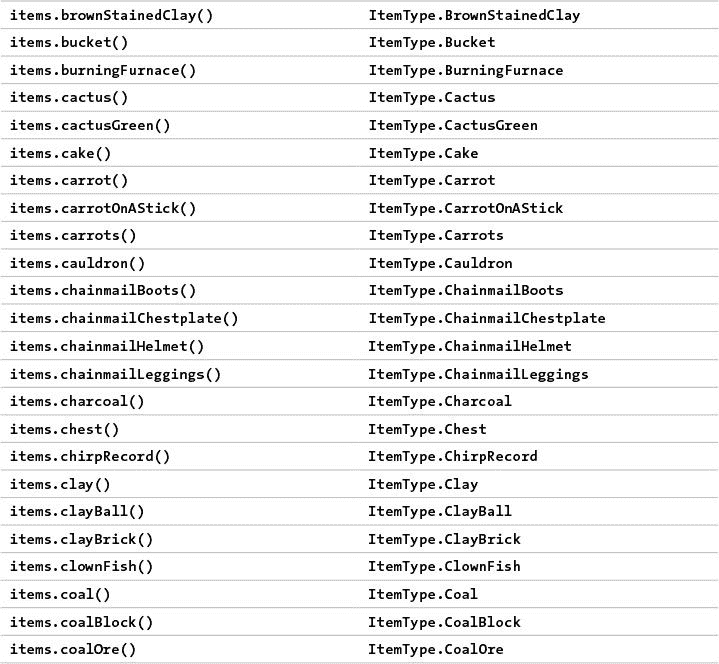 items.brownStainedClay() ItemType.BrownStainedClay
items.bucket() ItemType.Bucket
items.burningFurnace() ItemType.BurningFurnace
items.cactus() ItemType.Cactus
items.cactusGreen() ItemType.CactusGreen
items.cake() ItemType.Cake
items.carrot() ItemType.Carrot
items.carrotOnAStick() ItemType.CarrotOnAStick
items.carrots() ItemType.Carrots
items.cauldron() ItemType.Cauldron
items.chainmailBoots() ItemType.ChainmailBoots
items.chainmailChestplate() ItemType.ChainmailChestplate
items.chainmailHelmet() ItemType.ChainmailHelmet
items.chainmailLeggings() ItemType.ChainmailLeggings
items.charcoal() ItemType.Charcoal
items.chest() ItemType.Chest
items.chirpRecord() ItemType.ChirpRecord
items.clay() ItemType.Clay
items.clayBall() ItemType.ClayBall
items.clayBrick() ItemType.ClayBrick
items.clownFish() ItemType.ClownFish
items.coal() ItemType.Coal
items.coalBlock() ItemType.CoalBlock
items.coalOre() ItemType.CoalOre